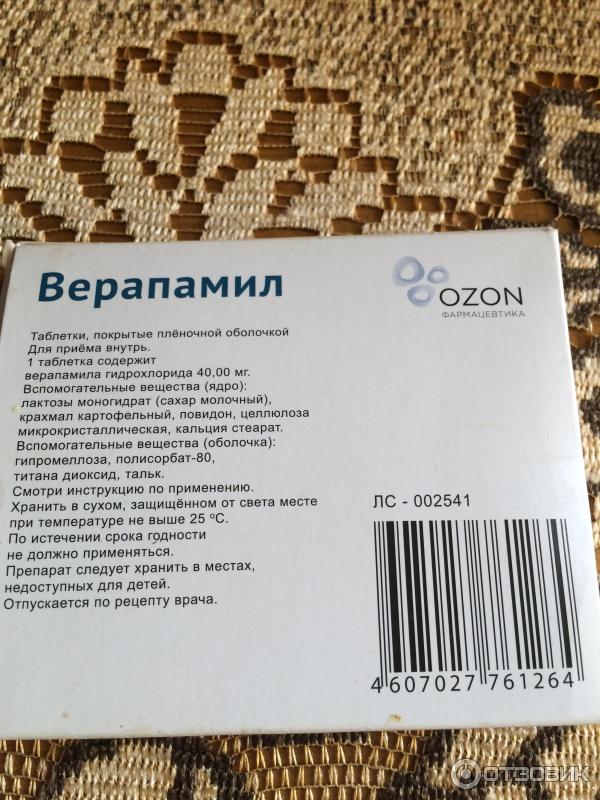 Верапамил
OZON
ФАРМАЦЕВТИКА
Таблетки, покрытые плёночной оболочкой
Для приёма внутрь.
1 таблетка содержит
верапамила гидрохлорида 40,00 мг.
Вспомогательные вещества (ядро):
лактозы моногидрат (сахар молочный),
крахмал картофельный, повидон, целлюлоза
микрокристаллическая, кальция стеарат.
Вспомогательные вещества (оболочка):
гипромеллоза, полисорбат-80,
титана диоксид, тальк.
Смотри инструкцию по применению.
Хранить в сухом, защищённом от света месте
при температуре не выше 25 ºС.
По истечении срока годности
не должно применяться.
Препарат следует хранить в местах,
недоступных для детей.
Отпускается по рецепту врача.
ЛС - 002541
4 607027 761264
ОТЗОВИК